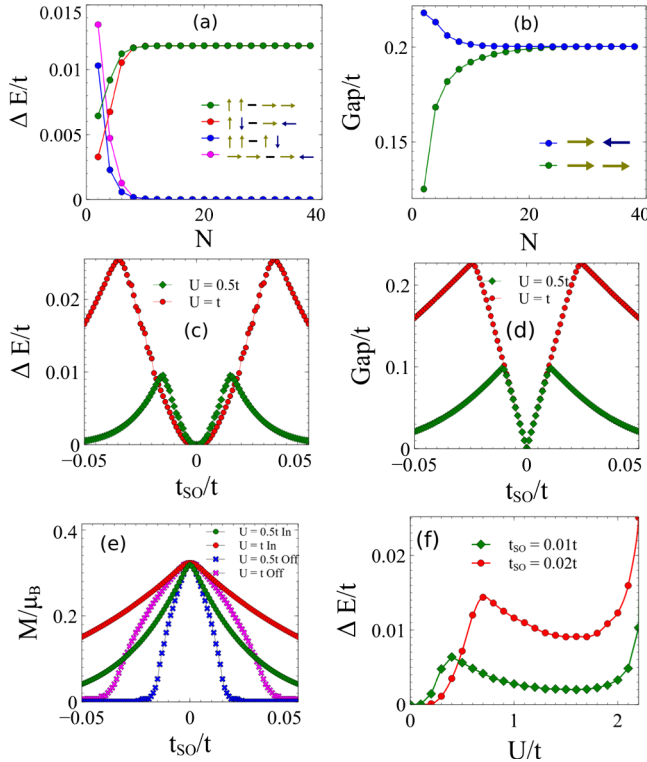 0.015
0.01
0.005
0
Δ E/t
(a)
0 10 20 30 40
N
0.2
0.15
Gap/t
(b)
0 10 20 30 40
N
0.02
0.01
0
Δ E/t
U = 0.5t
U = t
(c)
−0.05 0 0.05
t_SO/t
0.2
0.1
0
Gap/t
U = 0.5t
U = t
(d)
−0.05 0 0.05
t_SO/t
0.4
0.2
0
M/μ_B
(e)
U = 0.5t In
U = t In
U = 0.5t Off
U = t Off
−0.05 0 0.05
t_SO/t
0.02
0.01
0
Δ E/t
(f)
t_SO = 0.01t
t_SO = 0.02t
0 1 2
U/t